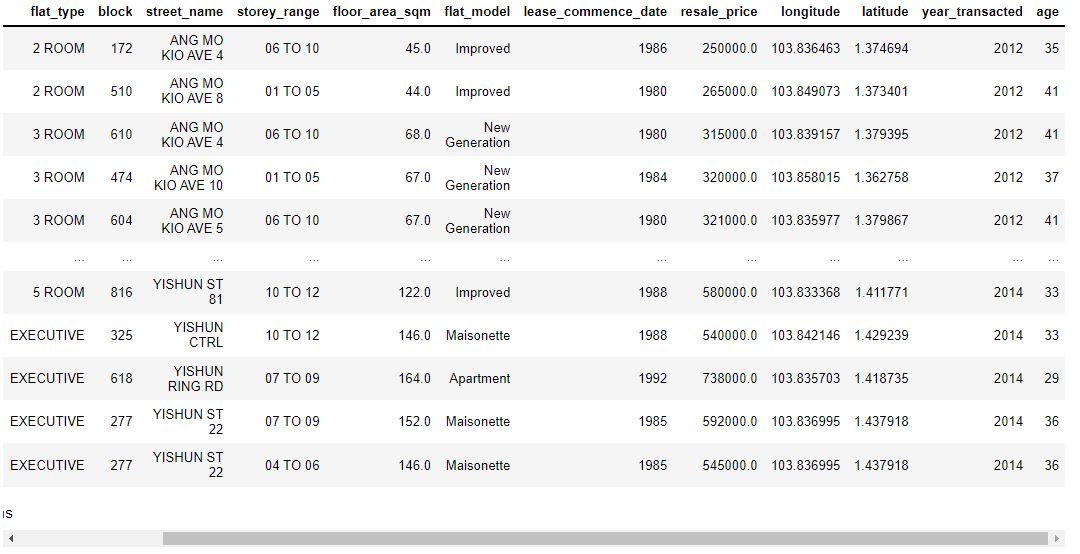 flat_type block street_name storey_range floor_area_sqm flat_model lease_commence_date resale_price longitude latitude year_transacted age
2 ROOM 172 ANG MO KIO AVE 4 06 TO 10 45.0 Improved 1986 250000.0 103.836463 1.374694 2012 35
2 ROOM 510 ANG MO KIO AVE 8 01 TO 05 44.0 Improved 1980 265000.0 103.849073 1.373401 2012 41
3 ROOM 610 ANG MO KIO AVE 4 06 TO 10 68.0 New Generation 1980 315000.0 103.839157 1.379395 2012 41
3 ROOM 474 ANG MO KIO AVE 10 01 TO 05 67.0 New Generation 1984 320000.0 103.858015 1.362758 2012 37
3 ROOM 604 ANG MO KIO AVE 5 06 TO 10 67.0 New Generation 1980 321000.0 103.835977 1.379867 2012 41
... ... ... ... ... ... ... ... ... ... ... ...
5 ROOM 816 YISHUN ST 81 10 TO 12 122.0 Improved 1988 580000.0 103.833368 1.411771 2014 33
EXECUTIVE 325 YISHUN CTRL 10 TO 12 146.0 Maisonette 1988 540000.0 103.842146 1.429239 2014 33
EXECUTIVE 618 YISHUN RING RD 07 TO 09 164.0 Apartment 1992 738000.0 103.835703 1.418735 2014 29
EXECUTIVE 277 YISHUN ST 22 07 TO 09 152.0 Maisonette 1985 592000.0 103.836995 1.437918 2014 36
EXECUTIVE 277 YISHUN ST 22 04 TO 06 146.0 Maisonette 1985 545000.0 103.836995 1.437918 2014 36